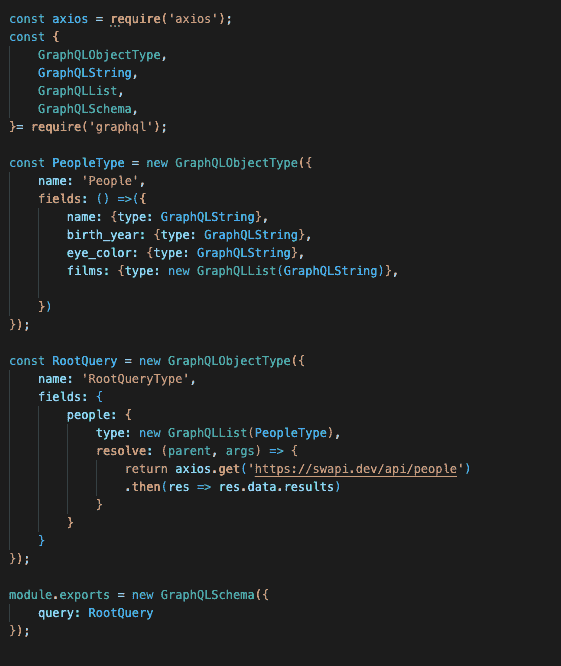 const axios = require('axios');
const {
    GraphQLObjectType,
    GraphQLString,
    GraphQLList,
    GraphQLSchema,
}= require('graphql');

const PeopleType = new GraphQLObjectType({
    name: 'People',
    fields: () =>({
        name: {type: GraphQLString},
        birth_year: {type: GraphQLString},
        eye_color: {type: GraphQLString},
        films: {type: new GraphQLList(GraphQLString)},

    })
});

const RootQuery = new GraphQLObjectType({
    name: 'RootQueryType',
    fields: {
        people: {
            type: new GraphQLList(PeopleType),
            resolve: (parent, args) => {
                return axios.get('https://swapi.dev/api/people')
                .then(res => res.data.results)
            }
        }
    }
});

module.exports = new GraphQLSchema({
    query: RootQuery
});